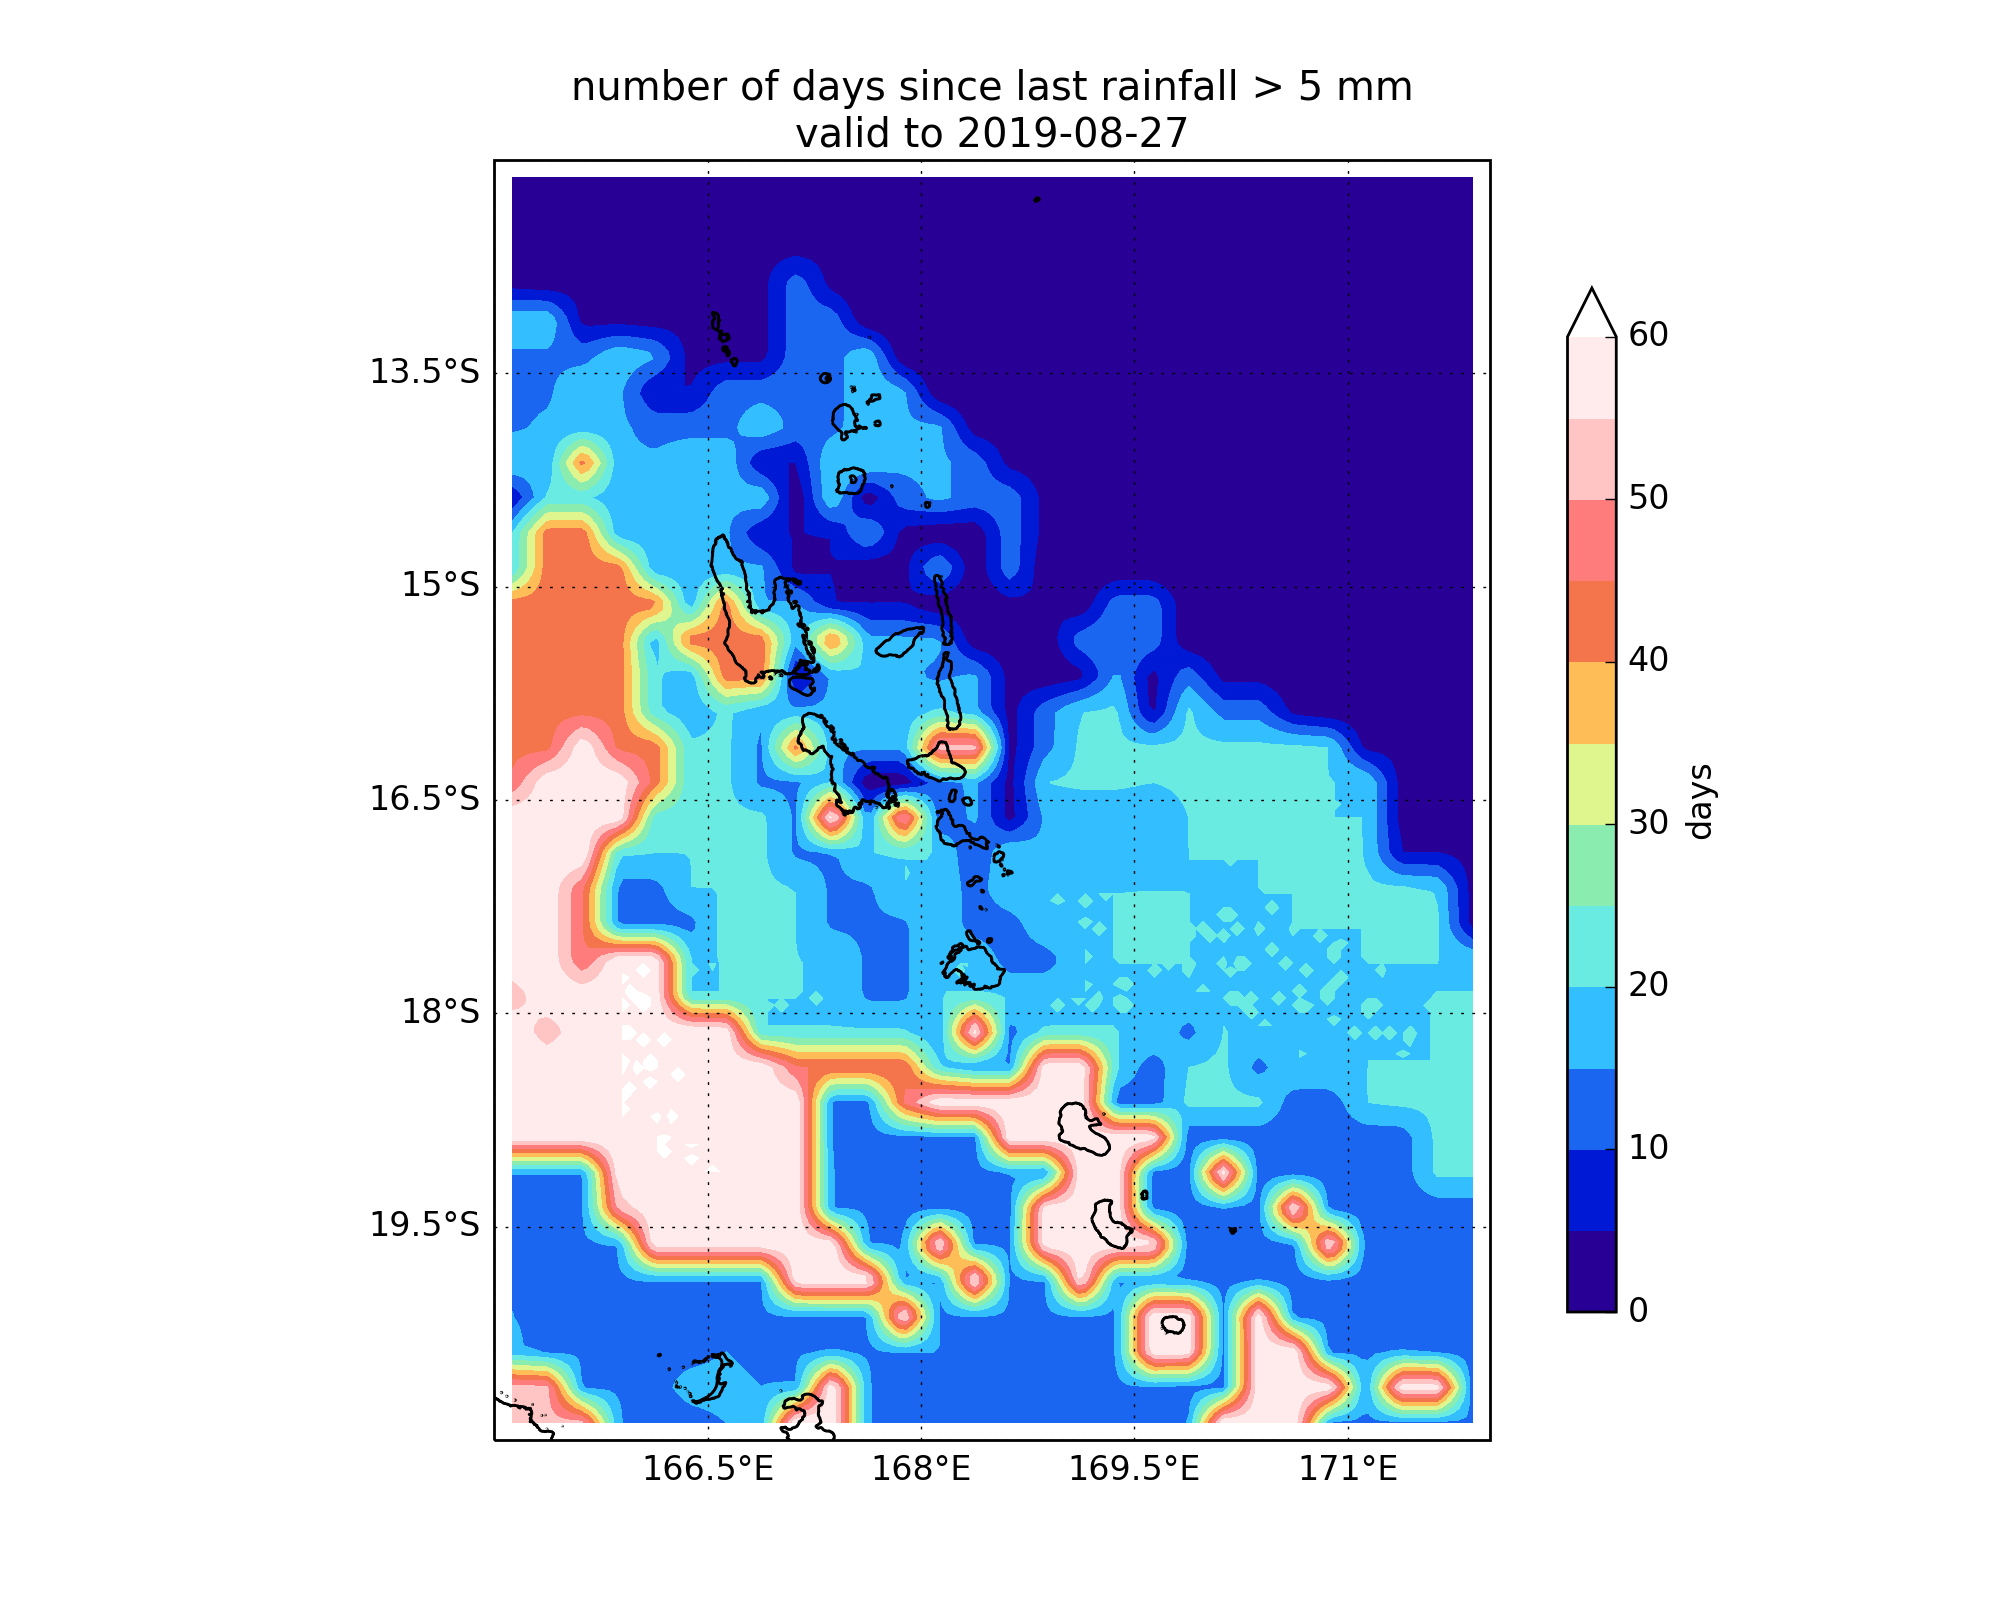 number of days since last rainfall > 5 mm
valid to 2019-08-27
13.5°S
15°S
16.5°S
18°S
19.5°S
166.5°E
168°E
169.5°E
171°E
60
50
40
30
20
10
0
days